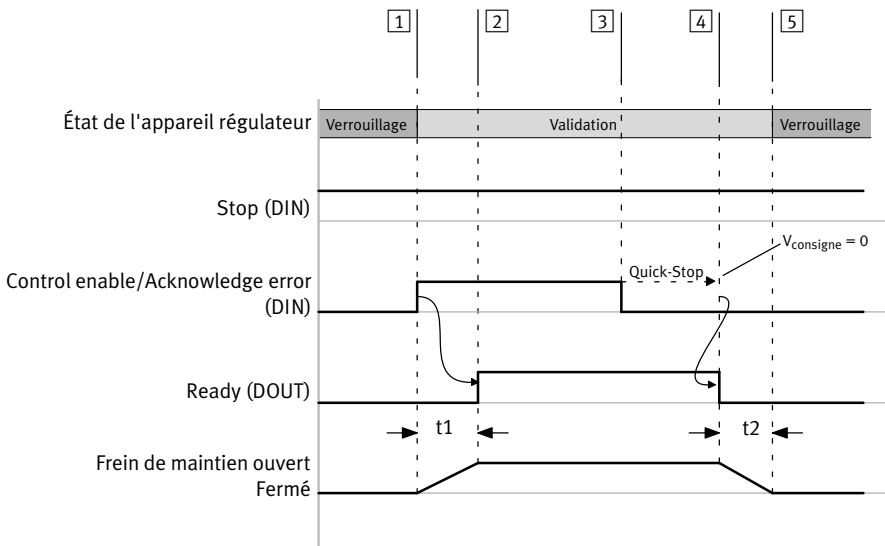 1 2 3 4 5
État de l'appareil régulateur
Verrouillage Validation Verrouillage
Stop (DIN)
Vconsigne = 0
Quick-Stop
Control enable/Acknowledge error
(DIN)
Ready (DOUT)
t1 t2
Frein de maintien ouvert
Fermé